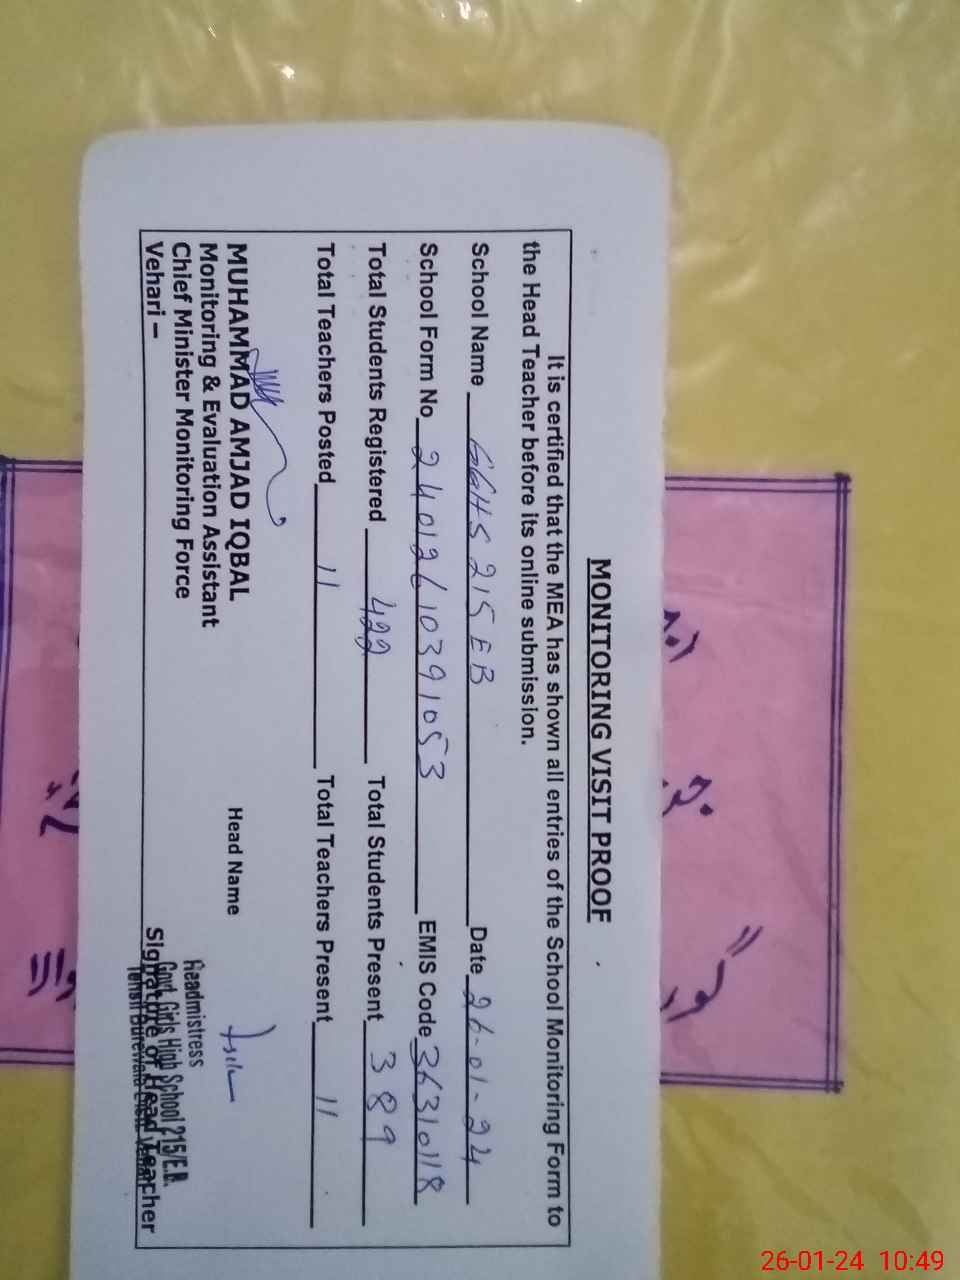 MONITORING VISIT PROOF
It is certified that the MEA has shown all entries of the School Monitoring Form to
the Head Teacher before its online submission.
School Name GGHS 215 EB Date 26-01-24
School Form No 24012610391053 EMIS Code 36310118
Total Students Registered 422 Total Students Present 389
Total Teachers Posted 11 Total Teachers Present 11
MUHAMMAD AMJAD IQBAL Head Name
Monitoring & Evaluation Assistant
Chief Minister Monitoring Force
Vehari –
Headmistress
Govt. Girls High School 215/E.B.
Signature of Head Teacher
26-01-24 10:49